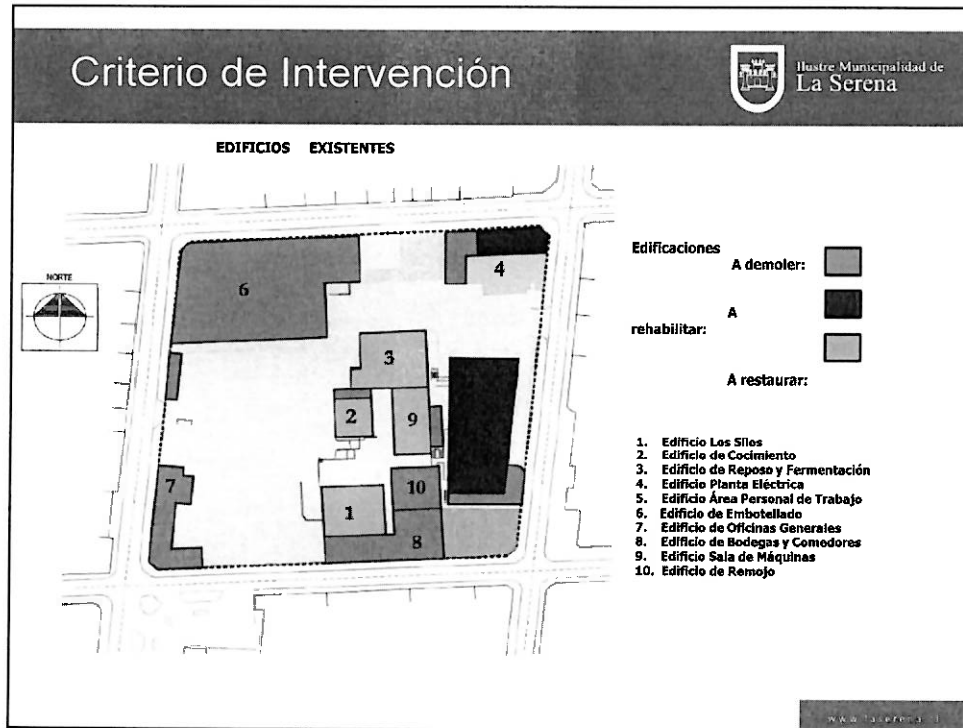 Criterio de Intervención
Ilustre Municipalidad de
La Serena
EDIFICIOS EXISTENTES
NORTE
6
4
3
2
9
7
10
1
8
Edificaciones
A demoler:
A
rehabilitar:
A restaurar:
1. Edificio Los Silos
2. Edificio de Cocimiento
3. Edificio de Reposo y Fermentación
4. Edificio Planta Eléctrica
5. Edificio Área Personal de Trabajo
6. Edificio de Embotellado
7. Edificio de Oficinas Generales
8. Edificio de Bodegas y Comedores
9. Edificio Sala de Máquinas
10. Edificio de Remojo